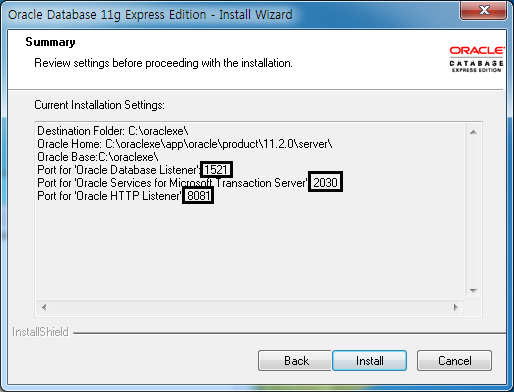 Oracle Database 11g Express Edition - Install Wizard
Summary
Review settings before proceeding with the installation.
ORACLE
DATABASE
EXPRESS EDITION
Current Installation Settings:
Destination Folder: C:\oraclexe\
Oracle Home: C:\oraclexe\app\oracle\product\11.2.0\server\
Oracle Base:C:\oraclexe\
Port for 'Oracle Database Listener': 1521
Port for 'Oracle Services for Microsoft Transaction Server' 2030
Port for 'Oracle HTTP Listener' 8081
InstallShield
Back
Install
Cancel